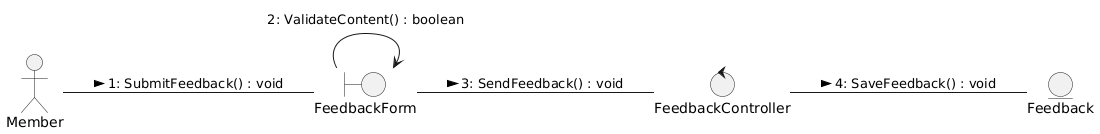 2: ValidateContent() : boolean
1: SubmitFeedback() : void
3: SendFeedback() : void
4: SaveFeedback() : void
Member
FeedbackForm
FeedbackController
Feedback